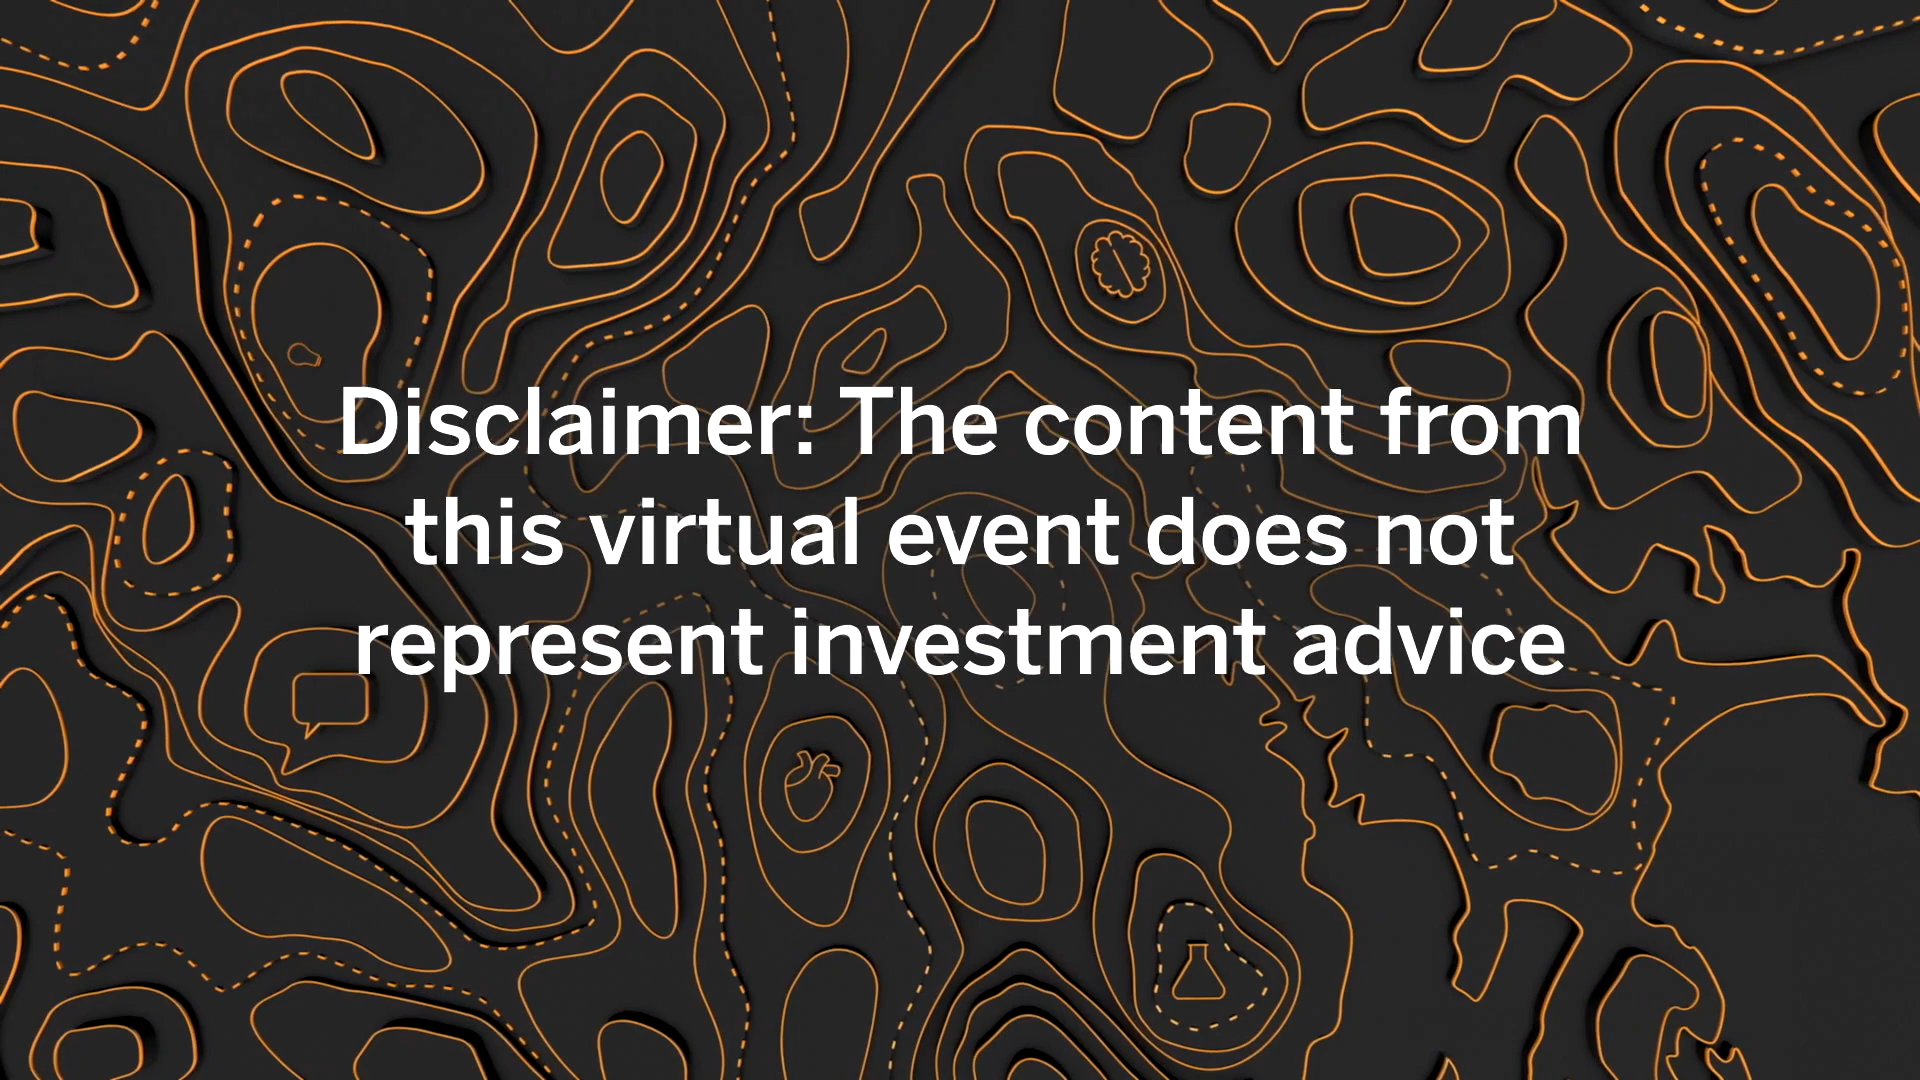 Disclaimer: The content from
this virtual event does not
represent investment advice